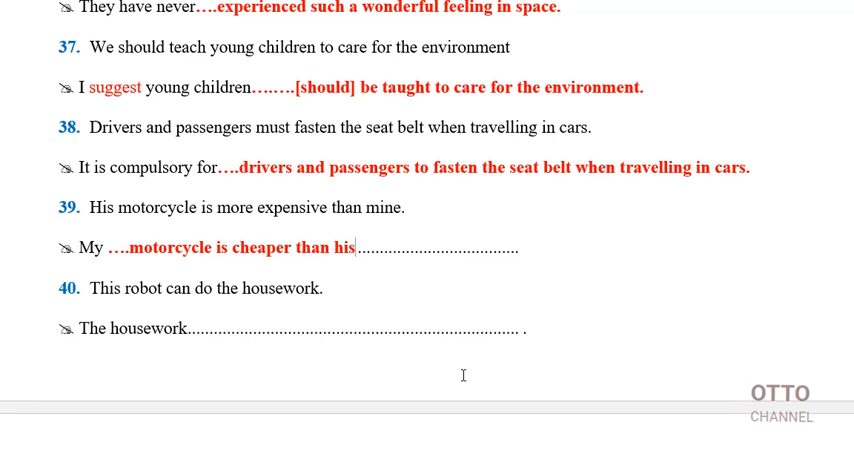 They have never….experienced such a wonderful feeling in space.
37. We should teach young children to care for the environment
I suggest young children…….[should] be taught to care for the environment.
38. Drivers and passengers must fasten the seat belt when travelling in cars.
It is compulsory for….drivers and passengers to fasten the seat belt when travelling in cars.
39. His motorcycle is more expensive than mine.
My ….motorcycle is cheaper than his.....................................
40. This robot can do the housework.
The housework........................................................................... .
OTTO
CHANNEL